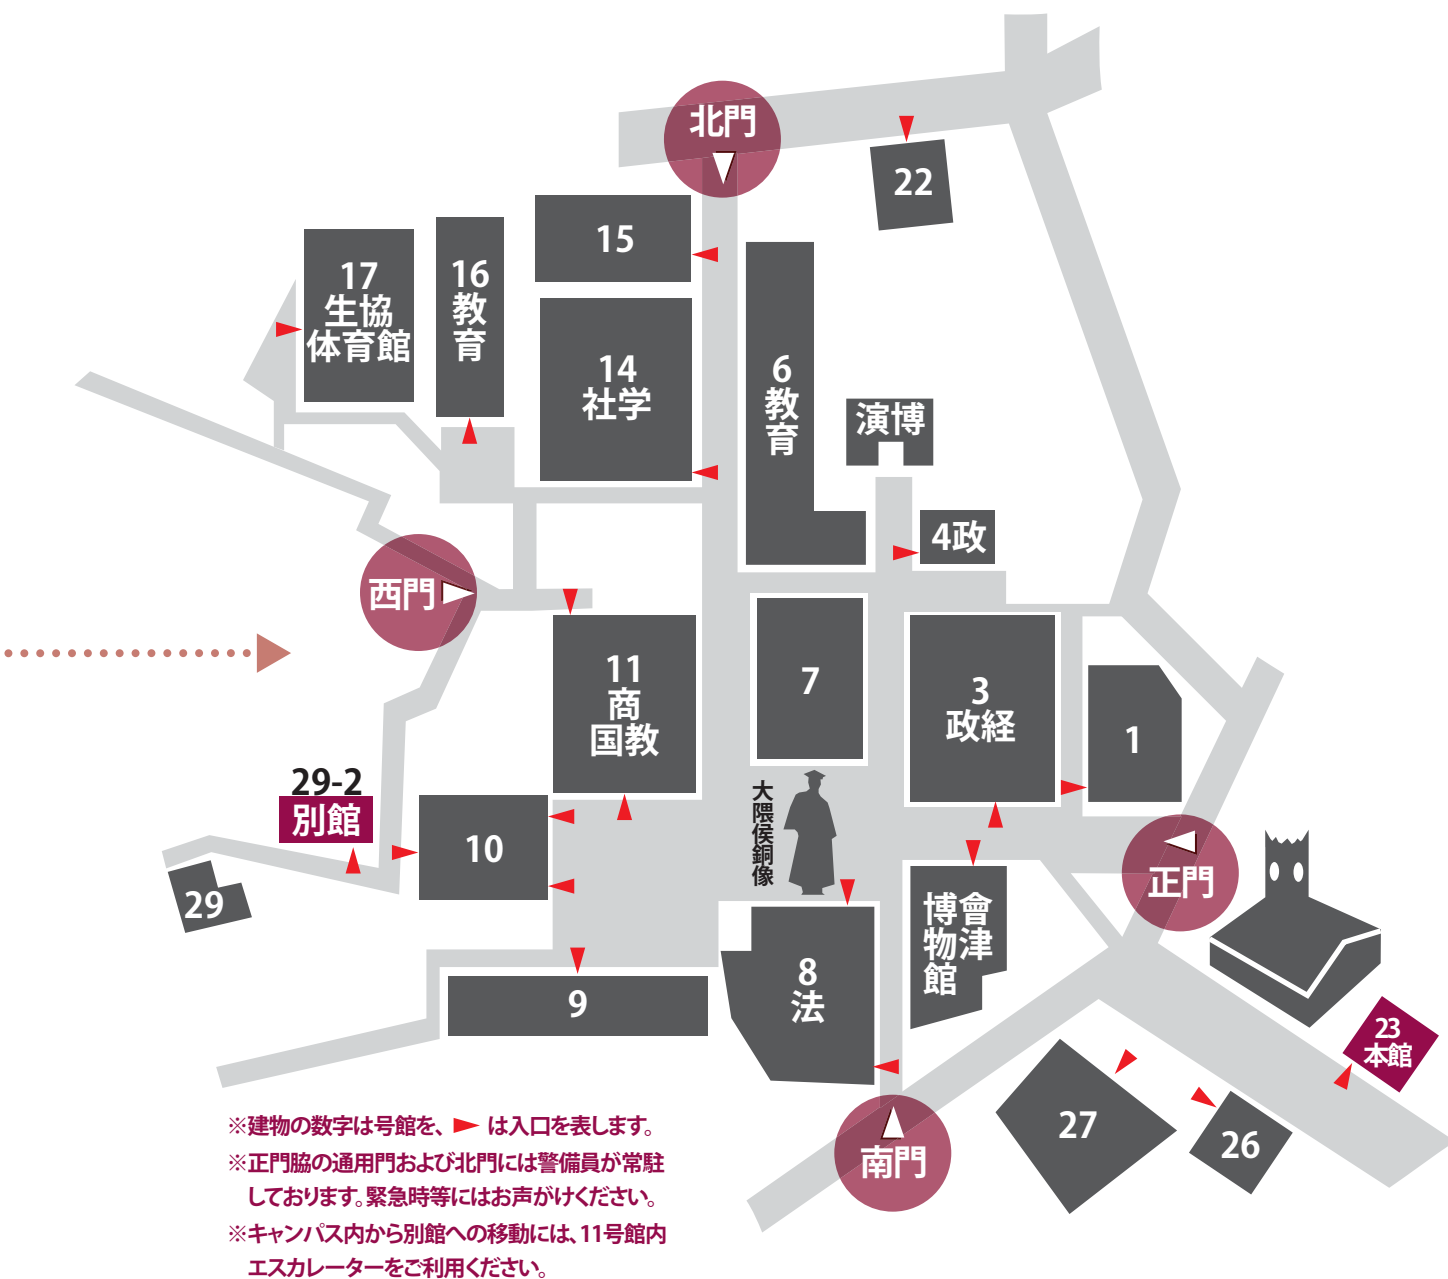 北門
22
15
17
生協
体育館
16
教
育
14
社学
6
教
育
演博
4政
西門
11
商
国教
7
3
政経
1
29-2
別館
10
29
大隈侯銅像
正門
會津
博物館
8
法
9
23
本館
27
26
南門
※建物の数字は号館を、 ► は入口を表します。
※正門脇の通用門および北門には警備員が常駐
しております。緊急時等にはお声がけください。
※キャンパス内から別館への移動には、11号館内
エスカレーターをご利用ください。